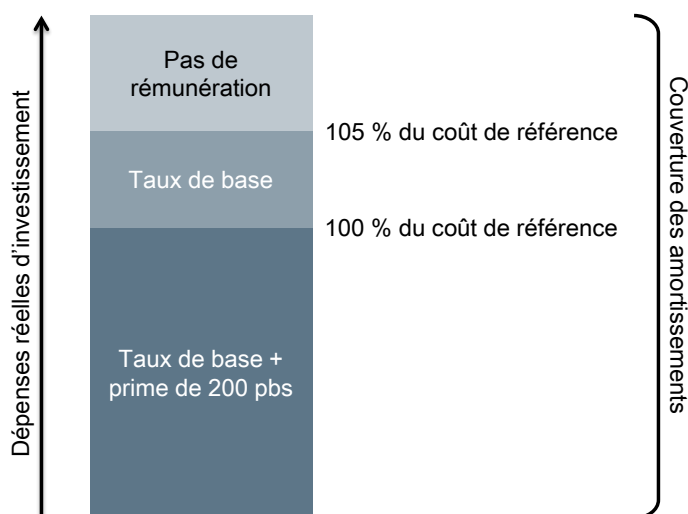 Dépenses réelles d'investissement
Pas de
rémunération
105 % du coût de référence
Taux de base
100 % du coût de référence
Taux de base +
prime de 200 pbs
Couverture des amortissements